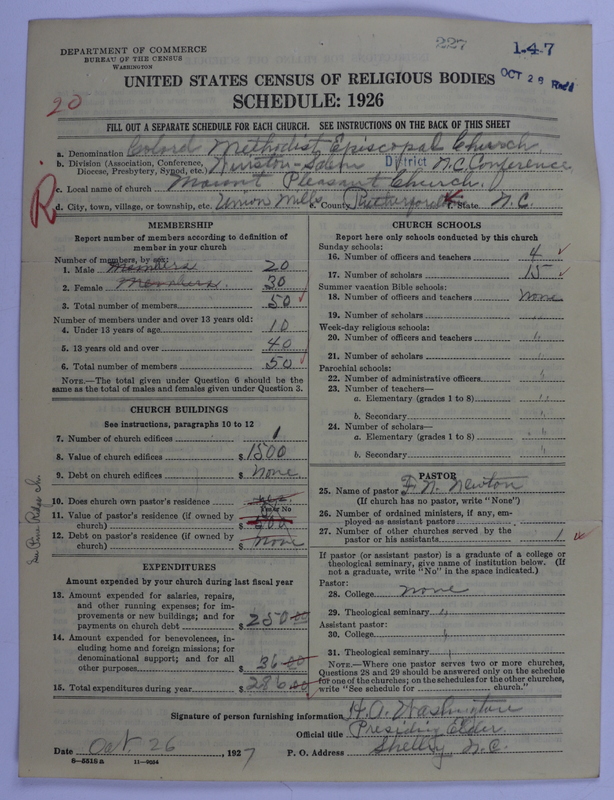 DEPARTMENT OF COMMERCE
BUREAU OF THE CENSUS
WASHINGTON
227
1-47
OCT 29 Rec'd
UNITED STATES CENSUS OF RELIGIOUS BODIES
SCHEDULE: 1926
20
FILL OUT A SEPARATE SCHEDULE FOR EACH CHURCH. SEE INSTRUCTIONS ON THE BACK OF THIS SHEET
a. Denomination Colord Methodist Episcopal Church
b. Division (Association, Conference, Diocese, Presbytery, Synod, etc.) Winston-Salem District N.C. Conference
c. Local name of church Mount Pleasant Church.
R
d. City, town, village, or township, etc. Union Mills e. County Rutherford f. State N.C.
MEMBERSHIP
Report number of members according to definition of
member in your church
Number of members, by sex:
1. Male Members 20
2. Female Members. 30
3. Total number of members 50
Number of members under and over 13 years old:
4. Under 13 years of age 10
5. 13 years old and over 40
6. Total number of members 50
NOTE.—The total given under Question 6 should be the
same as the total of males and females given under Question 3.
CHURCH BUILDINGS
See instructions, paragraphs 10 to 12
7. Number of church edifices 1
8. Value of church edifices $ 1500
9. Debt on church edifices $ None
10. Does church own pastor's residence yes
Yes or No
11. Value of pastor's residence (if owned by
church) $ 600
12. Debt on pastor's residence (if owned by
church) $ None
EXPENDITURES
Amount expended by your church during last fiscal year
13. Amount expended for salaries, repairs,
and other running expenses; for im-
provements or new buildings; and for
payments on church debt $ 250 00
14. Amount expended for benevolences, in-
cluding home and foreign missions; for
denominational support; and for all
other purposes $ 36 00
15. Total expenditures during year $ 286 00
CHURCH SCHOOLS
Report here only schools conducted by this church
Sunday schools:
16. Number of officers and teachers 4
17. Number of scholars 15
Summer vacation Bible schools:
18. Number of officers and teachers None
19. Number of scholars "
Week-day religious schools:
20. Number of officers and teachers "
21. Number of scholars "
Parochial schools:
22. Number of administrative officers "
23. Number of teachers—
a. Elementary (grades 1 to 8) "
b. Secondary "
24. Number of scholars—
a. Elementary (grades 1 to 8) "
b. Secondary "
PASTOR
25. Name of pastor F. N. Newton
(If church has no pastor, write "None")
26. Number of ordained ministers, if any, em-
ployed as assistant pastors
27. Number of other churches served by the
pastor or his assistants 1
If pastor (or assistant pastor) is a graduate of a college or
theological seminary, give name of institution below. (If
not a graduate, write "No" in the space indicated.)
Pastor:
28. College none
29. Theological seminary "
Assistant pastor:
30. College "
31. Theological seminary "
NOTE.—Where one pastor serves two or more churches,
Questions 28 and 29 should be answered only on the schedule
for one of the churches; on the schedules for the other churches,
write "See schedule for church."
Signature of person furnishing information H. A. Washington
Official title Presiding Elder
Date Oct. 26, 1927 P. O. Address Shelby N.C.
8-5518a 11-9084